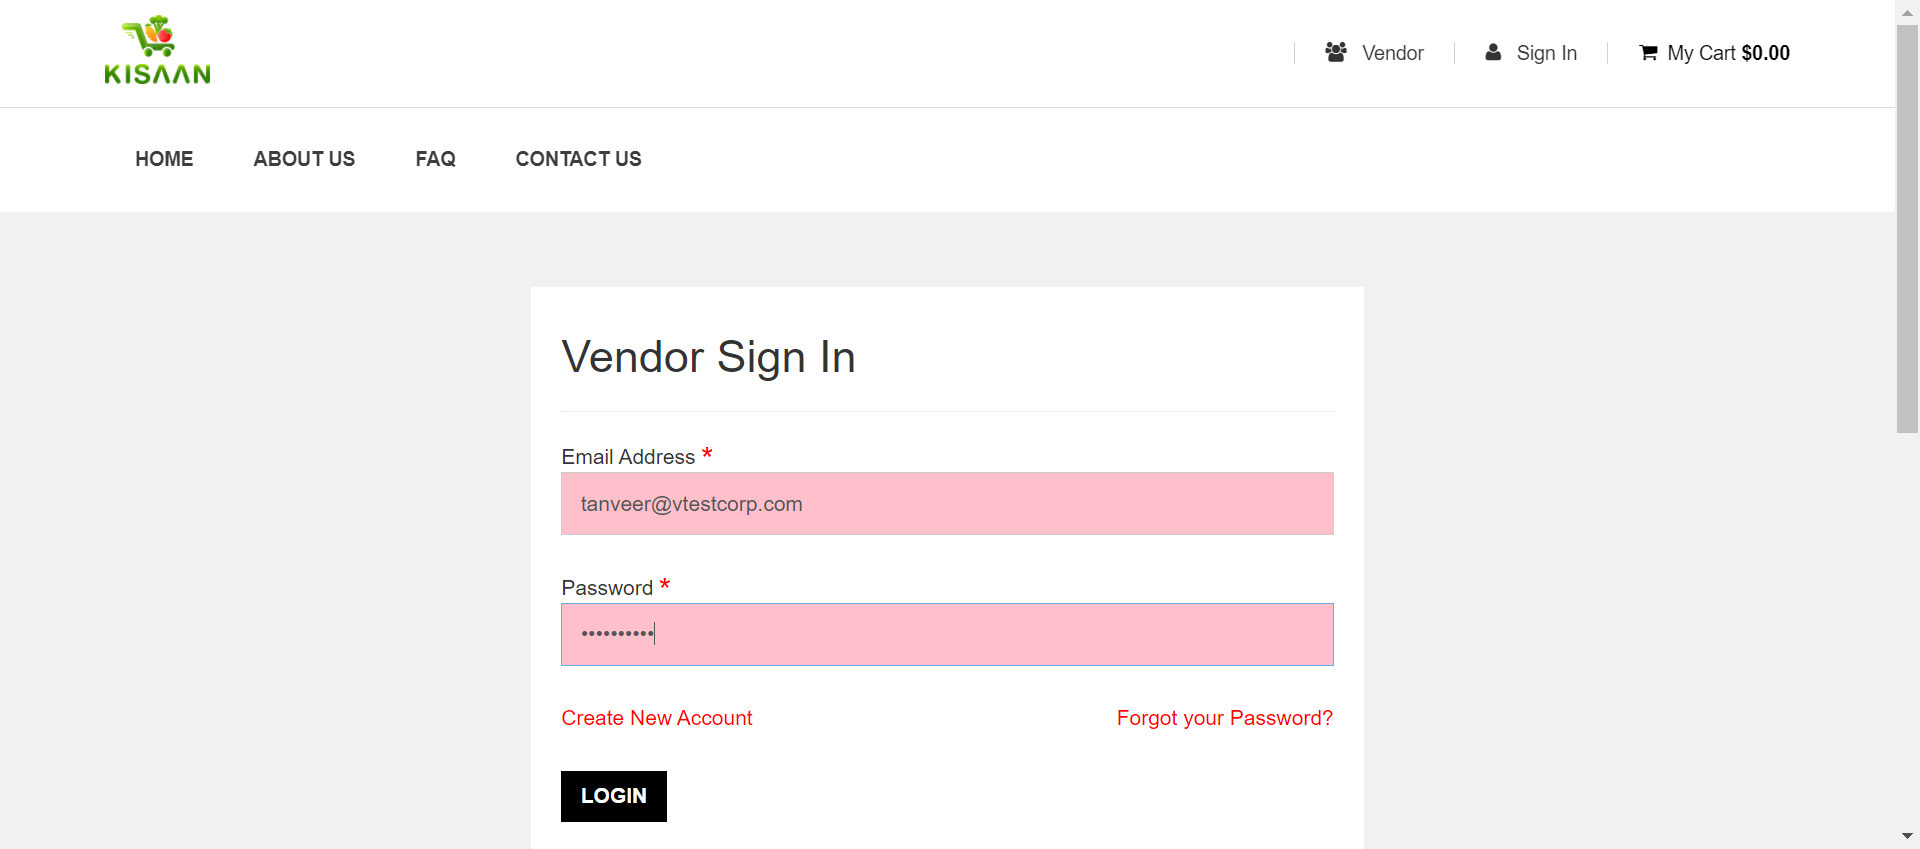 KISAAN
Vendor
Sign In
My Cart $0.00
HOME
ABOUT US
FAQ
CONTACT US
Vendor Sign In
Email Address *
tanveer@vtestcorp.com
Password *
••••••••••
Create New Account
Forgot your Password?
LOGIN